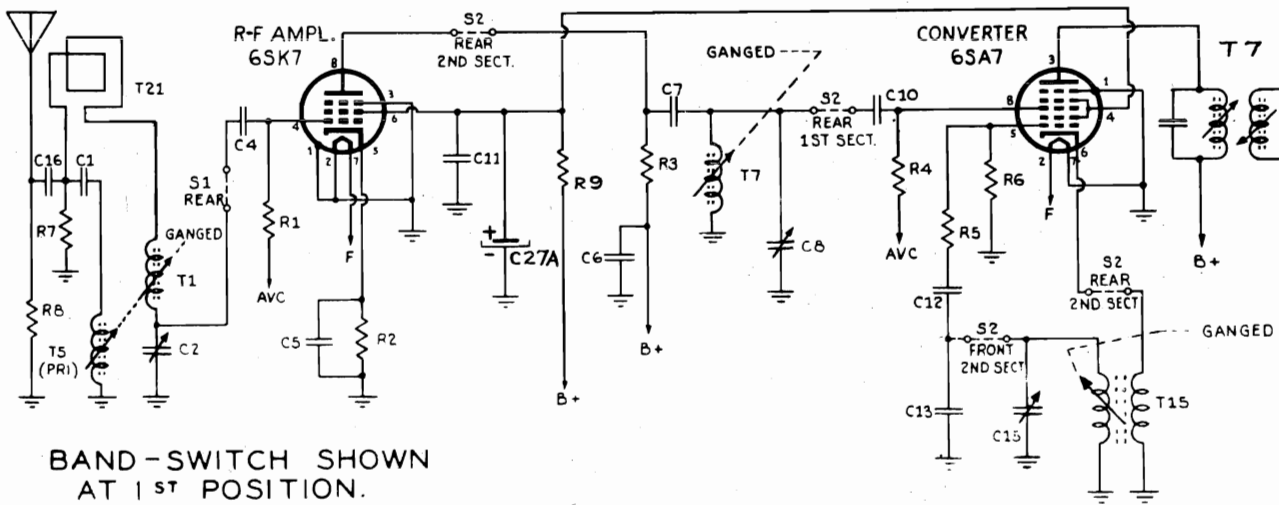 R-F AMPL.
6SK7
S2
REAR
2ND SECT.
GANGED
CONVERTER
6SA7
T7
T21
8
3
6
4
1
2
7
5
C4
C16
C1
S1
REAR
R7
GANGED
T1
R1
AVC
F
C11
R9
+
-
C27A
R3
C7
T7
S2
REAR
1ST SECT.
C10
C8
R4
AVC
3
1
8
4
5
2
7
6
F
R6
R5
B+
R8
T5
(PRI)
C2
C5
R2
C6
B+
B+
C12
S2
REAR
2ND SECT
S2
FRONT
2ND SECT
GANGED
C13
C15
T15
BAND-SWITCH SHOWN
AT 1ST POSITION.